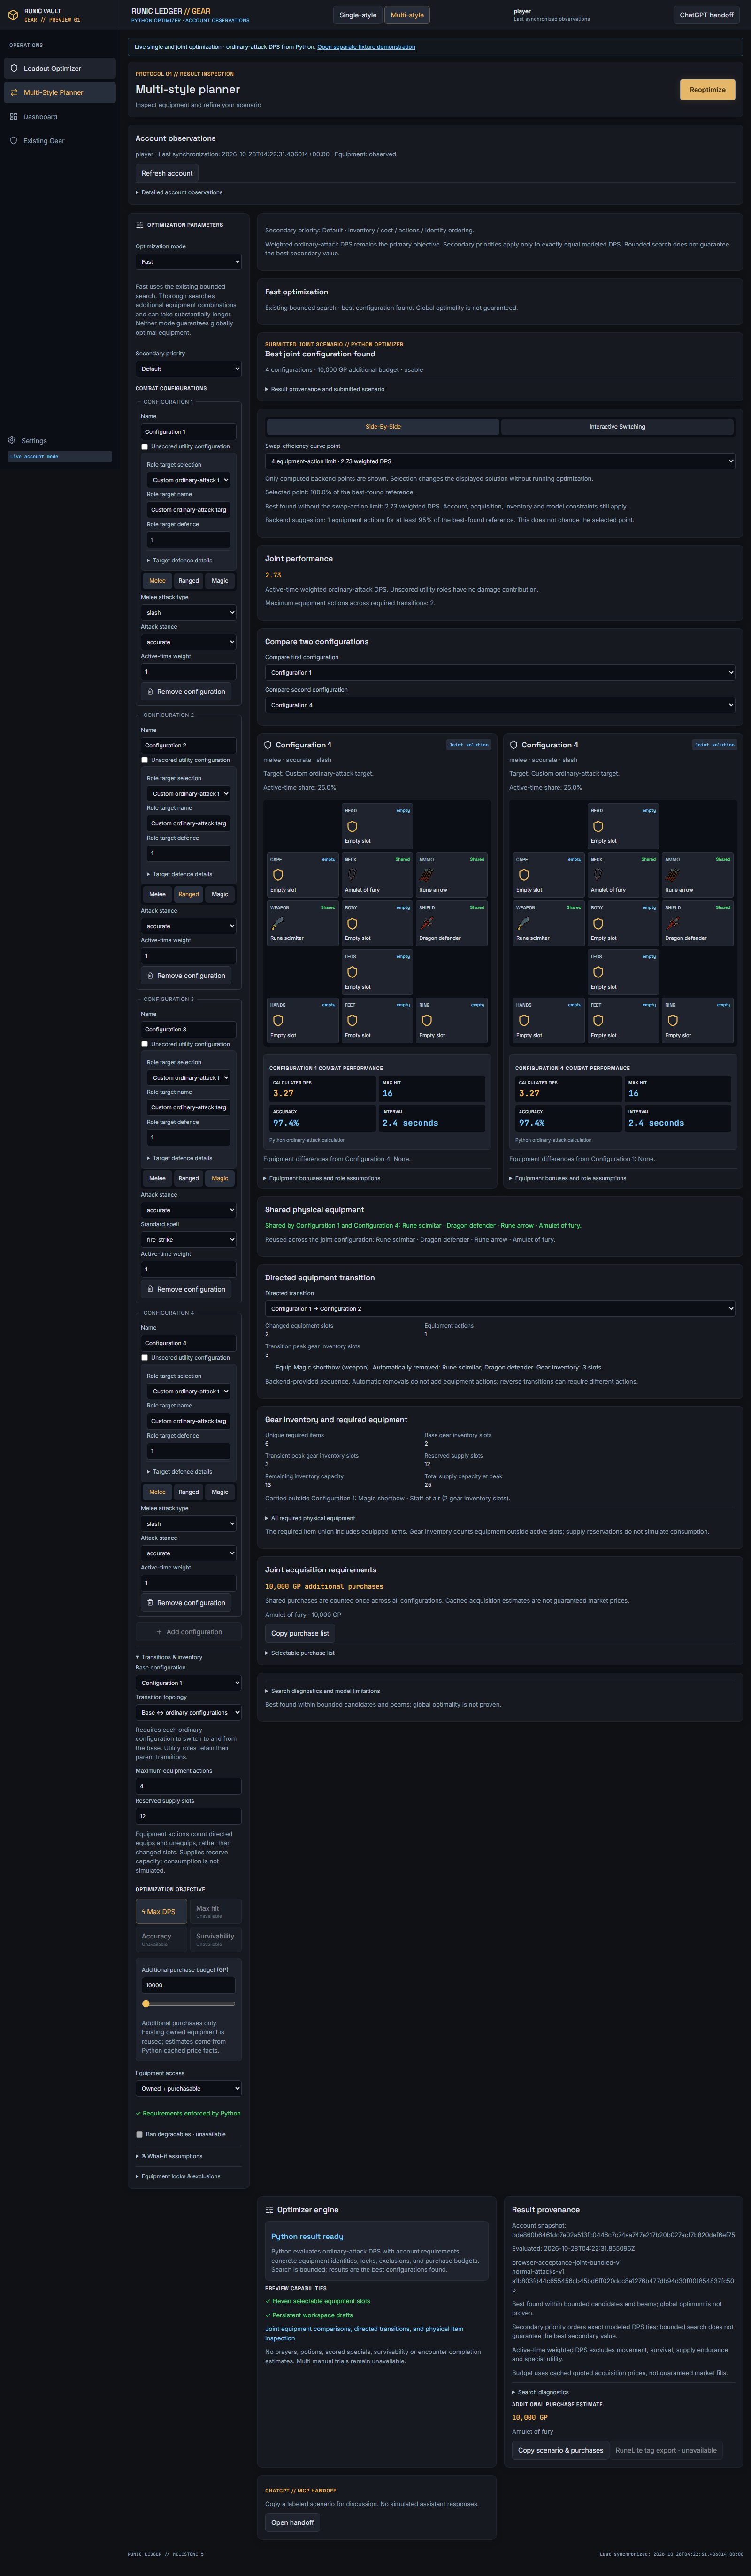 RUNIC VAULT
GEAR // PREVIEW 01
OPERATIONS
Loadout Optimizer
Multi-Style Planner
Dashboard
Existing Gear
Settings
Live account mode
RUNIC LEDGER // GEAR
PYTHON OPTIMIZER · ACCOUNT OBSERVATIONS
Single-style
Multi-style
player
Last synchronized observations
ChatGPT handoff
Live single and joint optimization · ordinary-attack DPS from Python. Open separate fixture demonstration
PROTOCOL 01 // RESULT INSPECTION
Multi-style planner
Inspect equipment and refine your scenario
Reoptimize
Account observations
player · Last synchronization: 2026-10-28T04:22:31.406014+00:00 · Equipment: observed
Refresh account
Detailed account observations
OPTIMIZATION PARAMETERS
Optimization mode
Fast
Fast uses the existing bounded
search. Thorough searches
additional equipment combinations
and can take substantially longer.
Neither mode guarantees globally
optimal equipment.
Secondary priority
Default
COMBAT CONFIGURATIONS
CONFIGURATION 1
Name
Configuration 1
Unscored utility configuration
Role target selection
Custom ordinary-attack t
Role target name
Custom ordinary-attack targ
Role target defence
1
Target defence details
Melee
Ranged
Magic
Melee attack type
slash
Attack stance
accurate
Active-time weight
1
Remove configuration
CONFIGURATION 2
Name
Configuration 2
Unscored utility configuration
Role target selection
Custom ordinary-attack t
Role target name
Custom ordinary-attack targ
Role target defence
1
Target defence details
Melee
Ranged
Magic
Attack stance
accurate
Active-time weight
1
Remove configuration
CONFIGURATION 3
Name
Configuration 3
Unscored utility configuration
Role target selection
Custom ordinary-attack t
Role target name
Custom ordinary-attack targ
Role target defence
1
Target defence details
Melee
Ranged
Magic
Attack stance
accurate
Standard spell
fire_strike
Active-time weight
1
Remove configuration
CONFIGURATION 4
Name
Configuration 4
Unscored utility configuration
Role target selection
Custom ordinary-attack t
Role target name
Custom ordinary-attack targ
Role target defence
1
Target defence details
Melee
Ranged
Magic
Melee attack type
slash
Attack stance
accurate
Active-time weight
1
Remove configuration
Add configuration
Transitions & inventory
Base configuration
Configuration 1
Transition topology
Base ↔ ordinary configurations
Requires each ordinary
configuration to switch to and from
the base. Utility roles retain their
parent transitions.
Maximum equipment actions
4
Reserved supply slots
12
Equipment actions count directed
equips and unequips, rather than
changed slots. Supplies reserve
capacity; consumption is not
simulated.
OPTIMIZATION OBJECTIVE
ϟ Max DPS
Max hit
Unavailable
Accuracy
Unavailable
Survivability
Unavailable
Additional purchase budget (GP)
10000
Additional purchases only.
Existing owned equipment is
reused; estimates come from
Python cached price facts.
Equipment access
Owned + purchasable
✓ Requirements enforced by Python
Ban degradables · unavailable
What-if assumptions
Equipment locks & exclusions
Secondary priority: Default · inventory / cost / actions / identity ordering.
Weighted ordinary-attack DPS remains the primary objective. Secondary priorities apply only to exactly equal modeled DPS. Bounded search does not guarantee
the best secondary value.
Fast optimization
Existing bounded search · best configuration found. Global optimality is not guaranteed.
SUBMITTED JOINT SCENARIO // PYTHON OPTIMIZER
Best joint configuration found
4 configurations · 10,000 GP additional budget · usable
Result provenance and submitted scenario
Side-By-Side
Interactive Switching
Swap-efficiency curve point
4 equipment-action limit · 2.73 weighted DPS
Only computed backend points are shown. Selection changes the displayed solution without running optimization.
Selected point: 100.0% of the best-found reference.
Best found without the swap-action limit: 2.73 weighted DPS. Account, acquisition, inventory and model constraints still apply.
Backend suggestion: 1 equipment actions for at least 95% of the best-found reference. This does not change the selected point.
Joint performance
2.73
Active-time weighted ordinary-attack DPS. Unscored utility roles have no damage contribution.
Maximum equipment actions across required transitions: 2.
Compare two configurations
Compare first configuration
Configuration 1
Compare second configuration
Configuration 4
Configuration 1
Joint solution
melee · accurate · slash
Target: Custom ordinary-attack target.
Active-time share: 25.0%
HEAD empty
Empty slot
CAPE empty
Empty slot
NECK Shared
Amulet of fury
AMMO Shared
Rune arrow
WEAPON Shared
Rune scimitar
BODY empty
Empty slot
SHIELD Shared
Dragon defender
LEGS empty
Empty slot
HANDS empty
Empty slot
FEET empty
Empty slot
RING empty
Empty slot
CONFIGURATION 1 COMBAT PERFORMANCE
CALCULATED DPS
3.27
MAX HIT
16
ACCURACY
97.4%
INTERVAL
2.4 seconds
Python ordinary-attack calculation
Equipment differences from Configuration 4: None.
Equipment bonuses and role assumptions
Configuration 4
Joint solution
melee · accurate · slash
Target: Custom ordinary-attack target.
Active-time share: 25.0%
HEAD empty
Empty slot
CAPE empty
Empty slot
NECK Shared
Amulet of fury
AMMO Shared
Rune arrow
WEAPON Shared
Rune scimitar
BODY empty
Empty slot
SHIELD Shared
Dragon defender
LEGS empty
Empty slot
HANDS empty
Empty slot
FEET empty
Empty slot
RING empty
Empty slot
CONFIGURATION 4 COMBAT PERFORMANCE
CALCULATED DPS
3.27
MAX HIT
16
ACCURACY
97.4%
INTERVAL
2.4 seconds
Python ordinary-attack calculation
Equipment differences from Configuration 1: None.
Equipment bonuses and role assumptions
Shared physical equipment
Shared by Configuration 1 and Configuration 4: Rune scimitar · Dragon defender · Rune arrow · Amulet of fury.
Reused across the joint configuration: Rune scimitar · Dragon defender · Rune arrow · Amulet of fury.
Directed equipment transition
Directed transition
Configuration 1 → Configuration 2
Changed equipment slots
2
Equipment actions
1
Transition peak gear inventory slots
3
Equip Magic shortbow (weapon). Automatically removed: Rune scimitar, Dragon defender. Gear inventory: 3 slots.
Backend-provided sequence. Automatic removals do not add equipment actions; reverse transitions can require different actions.
Gear inventory and required equipment
Unique required items
6
Base gear inventory slots
2
Transient peak gear inventory slots
3
Reserved supply slots
12
Remaining inventory capacity
13
Total supply capacity at peak
25
Carried outside Configuration 1: Magic shortbow · Staff of air (2 gear inventory slots).
All required physical equipment
The required item union includes equipped items. Gear inventory counts equipment outside active slots; supply reservations do not simulate consumption.
Joint acquisition requirements
10,000 GP additional purchases
Shared purchases are counted once across all configurations. Cached acquisition estimates are not guaranteed market prices.
Amulet of fury · 10,000 GP
Copy purchase list
Selectable purchase list
Search diagnostics and model limitations
Best found within bounded candidates and beams; global optimality is not proven.
Optimizer engine
Python result ready
Python evaluates ordinary-attack DPS with account requirements,
concrete equipment identities, locks, exclusions, and purchase budgets.
Search is bounded; results are the best configurations found.
PREVIEW CAPABILITIES
✓ Eleven selectable equipment slots
✓ Persistent workspace drafts
Joint equipment comparisons, directed transitions, and physical item
inspection
No prayers, potions, scored specials, survivability or encounter completion
estimates. Multi manual trials remain unavailable.
Result provenance
Account snapshot:
Evaluated: 2026-10-28T04:22:31.865096Z
browser-acceptance-joint-bundled-v1
normal-attacks-v1
Best found within bounded candidates and beams; global optimum is not
proven.
Secondary priority orders exact modeled DPS ties; bounded search does not
guarantee the best secondary value.
Active-time weighted DPS excludes movement, survival, supply endurance
and special utility.
Budget uses cached quoted acquisition prices, not guaranteed market fills.
Search diagnostics
ADDITIONAL PURCHASE ESTIMATE
10,000 GP
Amulet of fury
Copy scenario & purchases
RuneLite tag export · unavailable
CHATGPT // MCP HANDOFF
Copy a labeled scenario for discussion. No simulated assistant responses.
Open handoff
RUNIC LEDGER // MILESTONE 5
Last synchronized: 2026-10-28T04:22:31.406014+00:00